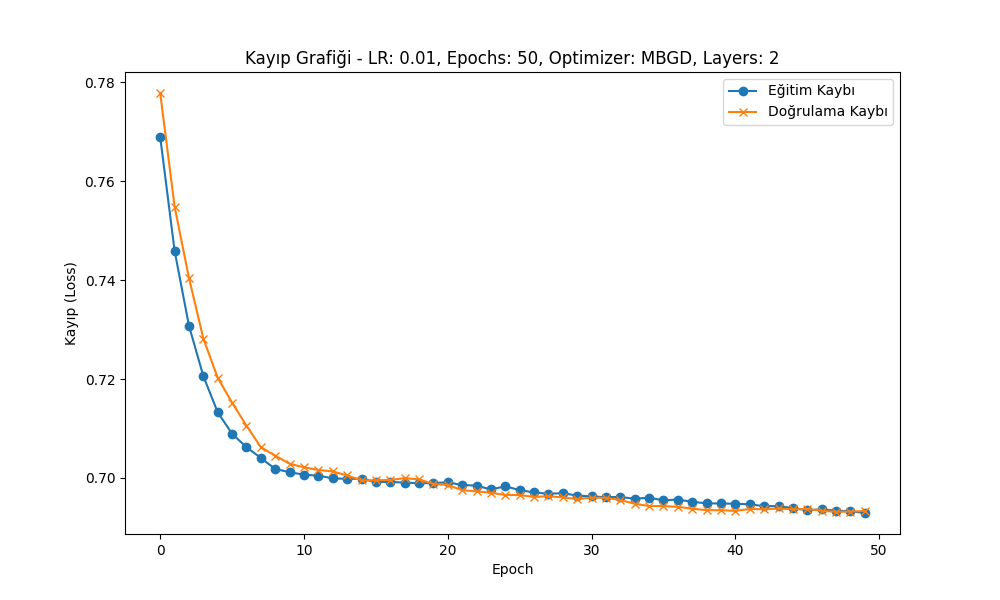 Kayıp Grafiği - LR: 0.01, Epochs: 50, Optimizer: MBGD, Layers: 2
Eğitim Kaybı
Doğrulama Kaybı
Kayıp (Loss)
0.78
0.76
0.74
0.72
0.70
0 10 20 30 40 50
Epoch